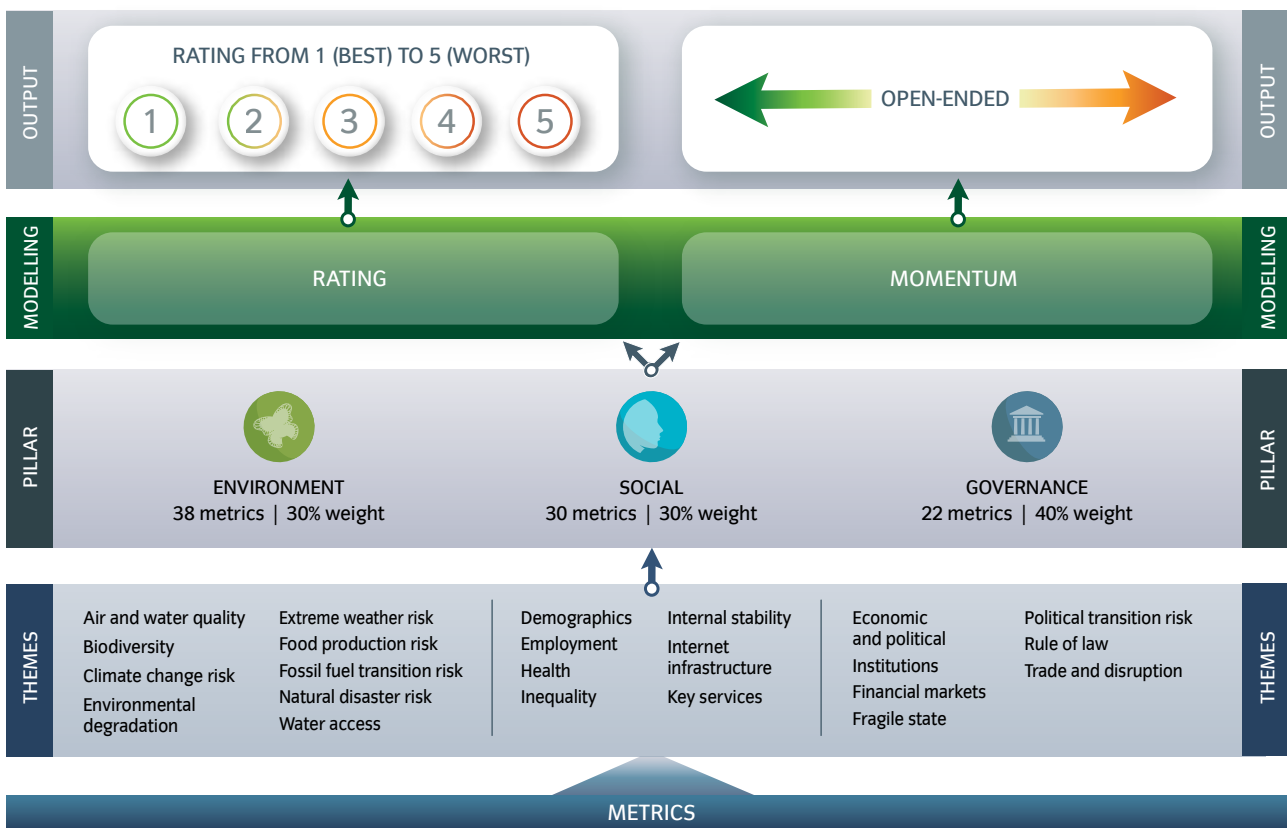 OUTPUT
RATING FROM 1 (BEST) TO 5 (WORST)
1 2 3 4 5
OPEN-ENDED
OUTPUT
MODELLING
RATING
MOMENTUM
MODELLING
PILLAR
ENVIRONMENT
38 metrics | 30% weight
SOCIAL
30 metrics | 30% weight
GOVERNANCE
22 metrics | 40% weight
PILLAR
THEMES
Air and water quality
Biodiversity
Climate change risk
Environmental
degradation
Extreme weather risk
Food production risk
Fossil fuel transition risk
Natural disaster risk
Water access
Demographics
Employment
Health
Inequality
Internal stability
Internet
infrastructure
Key services
Economic
and political
Institutions
Financial markets
Fragile state
Political transition risk
Rule of law
Trade and disruption
THEMES
METRICS